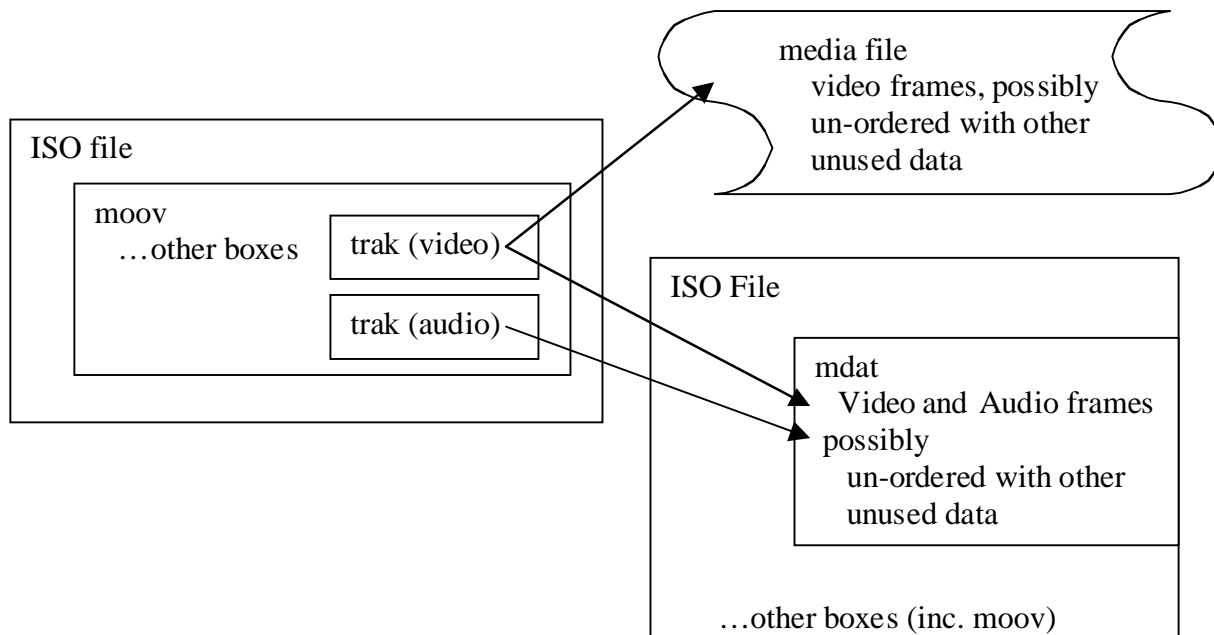 media file
video frames, possibly
un-ordered with other
unused data
ISO file
moov
…other boxes
trak (video)
trak (audio)
ISO File
mdat
Video and Audio frames
possibly
un-ordered with other
unused data
…other boxes (inc. moov)